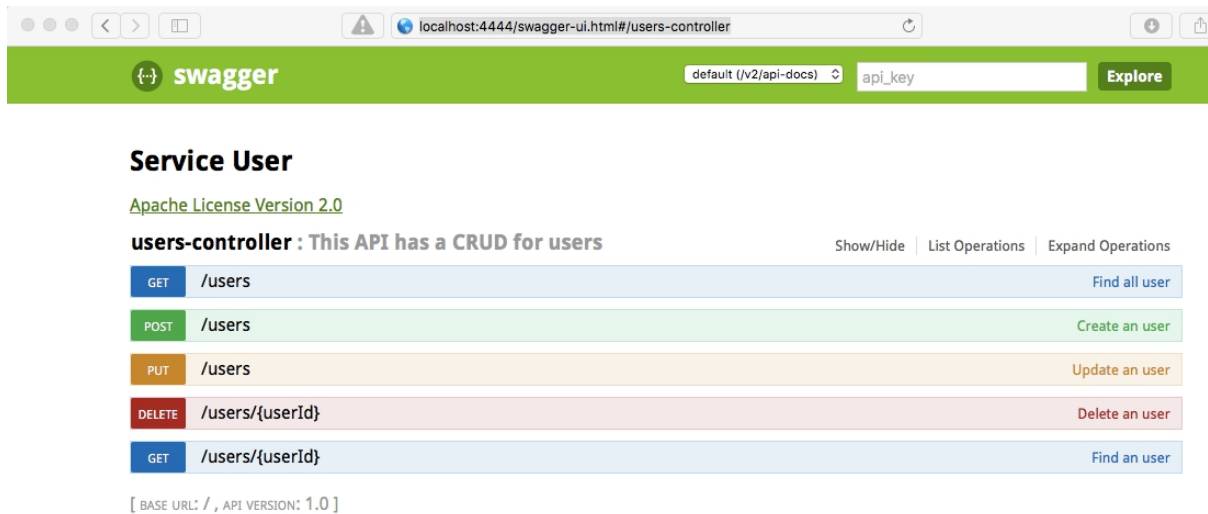 localhost:4444/swagger-ui.html#/users-controller
{··} swagger default (/v2/api-docs) api_key Explore
Service User
Apache License Version 2.0
users-controller : This API has a CRUD for users Show/Hide List Operations Expand Operations
GET /users Find all user
POST /users Create an user
PUT /users Update an user
DELETE /users/{userId} Delete an user
GET /users/{userId} Find an user
[ BASE URL: / , API VERSION: 1.0 ]